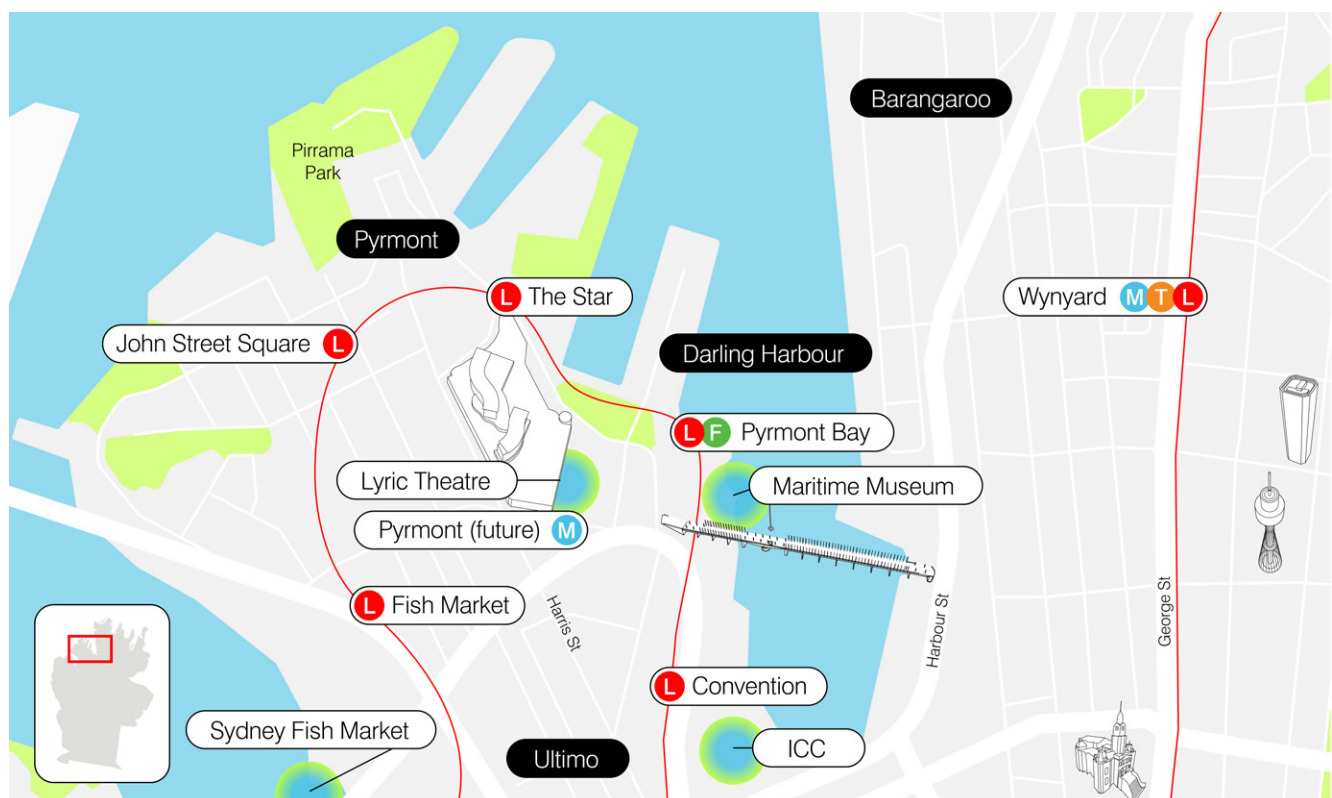 Barangaroo
Pirrama
Park
Pyrmont
L The Star
Wynyard M T L
John Street Square L
Darling Harbour
L F Pyrmont Bay
Lyric Theatre
Maritime Museum
Pyrmont (future) M
L Fish Market
Harris St
Harbour St
George St
L Convention
Sydney Fish Market
Ultimo
ICC